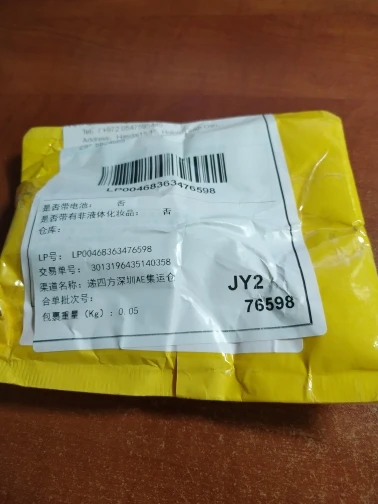 LP00468363476598
是否带电池: 否
是否带有非液体化妆品: 否
仓库:
LP号: LP00468363476598
交易单号: 3013196435140358
渠道名称: 递四方深圳AE集运仓
合单批次号:
JY2
76598
包裹重量 (Kg): 0.05